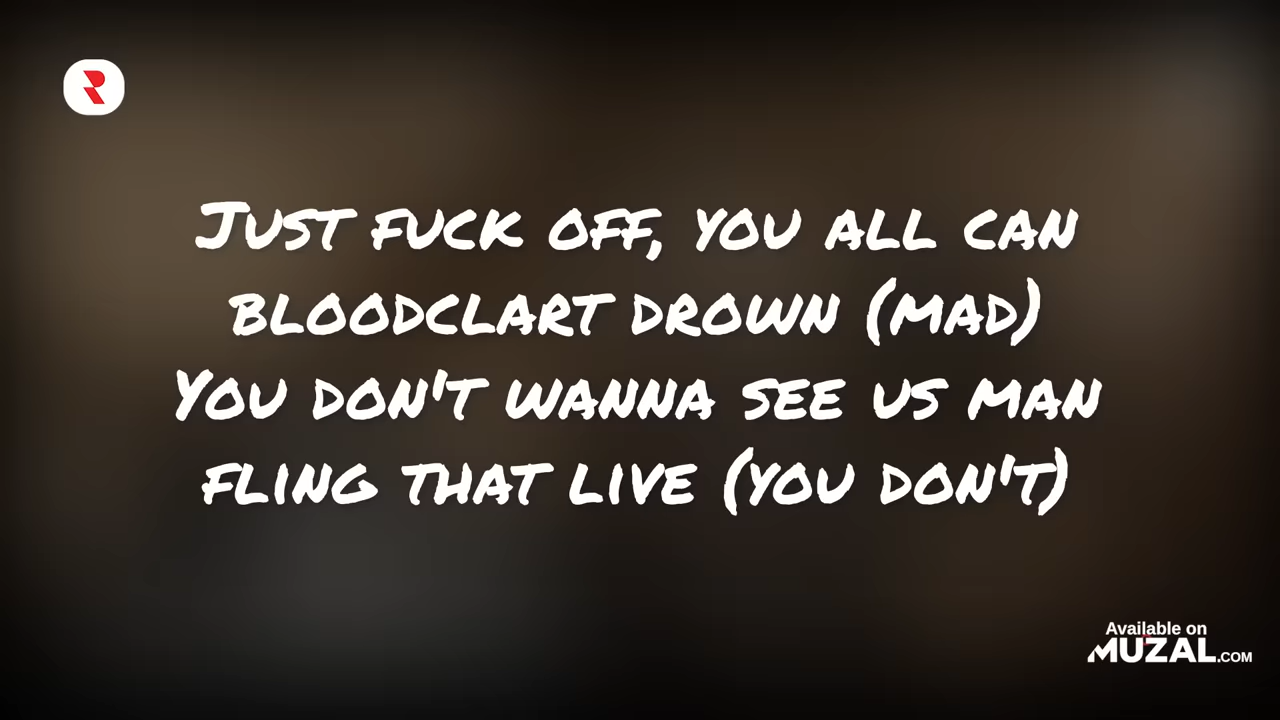 Just fuck off, you all can
bloodclart drown (mad)
You don't wanna see us man
fling that live (you don't)
Available on
MUZAL.COM